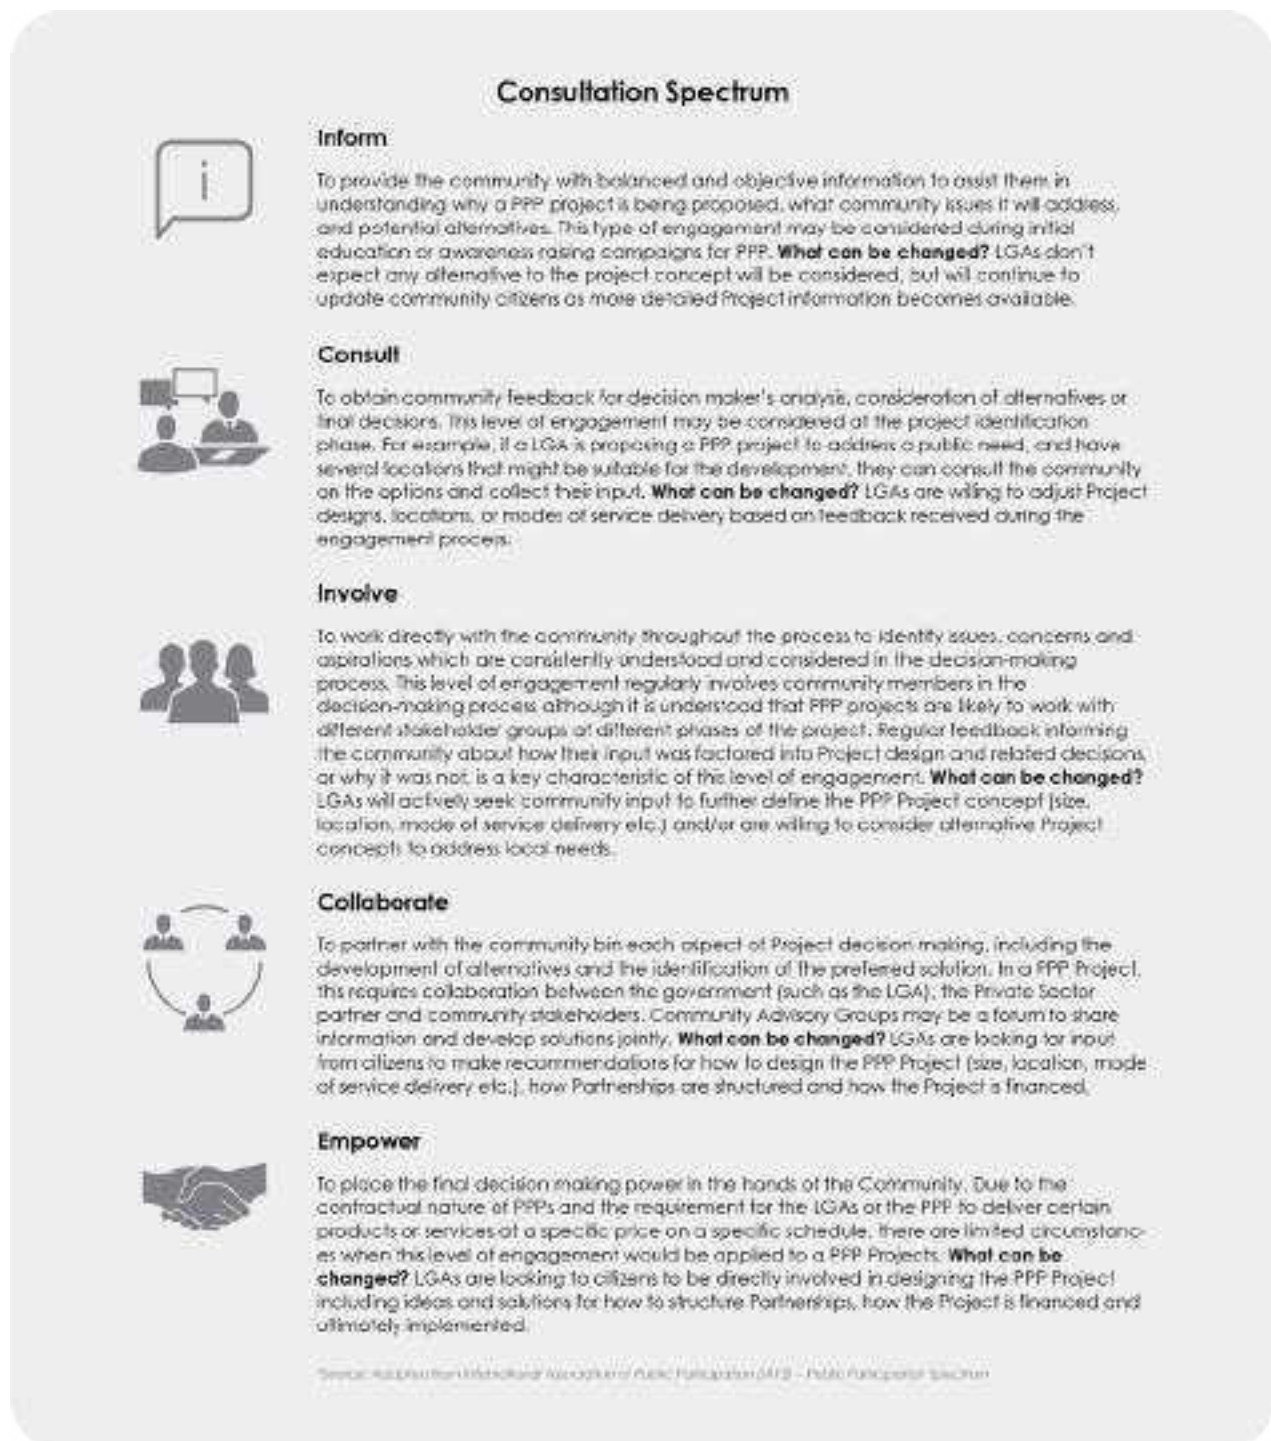 Consultation Spectrum
Inform
To provide the community with balanced and objective information to assist them in
understanding why a PPP project is being proposed, what community issues it will address,
and potential alternatives. This type of engagement may be considered during initial
education or awareness raising campaigns for PPP. What can be changed? LGAs don't
expect any alternative to the project concept will be considered, but will continue to
update community citizens as more detailed Project information becomes available.
Consult
To obtain community feedback for decision maker's analysis, consideration of alternatives or
final decisions. This level of engagement may be considered at the project identification
phase. For example, if a LGA is proposing a PPP project to address a public need, and have
several locations that might be suitable for the development, they can consult the community
on the options and collect their input. What can be changed? LGAs are willing to adjust Project
designs, locations, or modes of service delivery based on feedback received during the
engagement process.
Involve
To work directly with the community throughout the process to identify issues, concerns and
aspirations which are consistently understood and considered in the decision-making
process. This level of engagement regularly involves community members in the
decision-making process although it is understood that PPP projects are likely to work with
different stakeholder groups at different phases of the project. Regular feedback informing
the community about how their input was factored into Project design and related decisions,
or why it was not, is a key characteristic of this level of engagement. What can be changed?
LGAs will actively seek community input to further define the PPP Project concept (size,
location, mode of service delivery etc.) and/or are willing to consider alternative Project
concepts to address local needs.
Collaborate
To partner with the community bin each aspect of Project decision making, including the
development of alternatives and the identification of the preferred solution. In a PPP Project,
this requires collaboration between the government (such as the LGA), the Private Sector
partner and community stakeholders. Community Advisory Groups may be a forum to share
information and develop solutions jointly. What can be changed? LGAs are looking for input
from citizens to make recommendations for how to design the PPP Project (size, location, mode
of service delivery etc.), how Partnerships are structured and how the Project is financed.
Empower
To place the final decision making power in the hands of the Community. Due to the
contractual nature of PPPs and the requirement for the LGAs or the PPP to deliver certain
products or services at a specific price on a specific schedule, there are limited circumstanc-
es when this level of engagement would be applied to a PPP Projects. What can be
changed? LGAs are looking to citizens to be directly involved in designing the PPP Project
including ideas and solutions for how to structure Partnerships, how the Project is financed and
ultimately implemented.
Source: International Association of Public Participation (IAP2) – Public Participation Spectrum